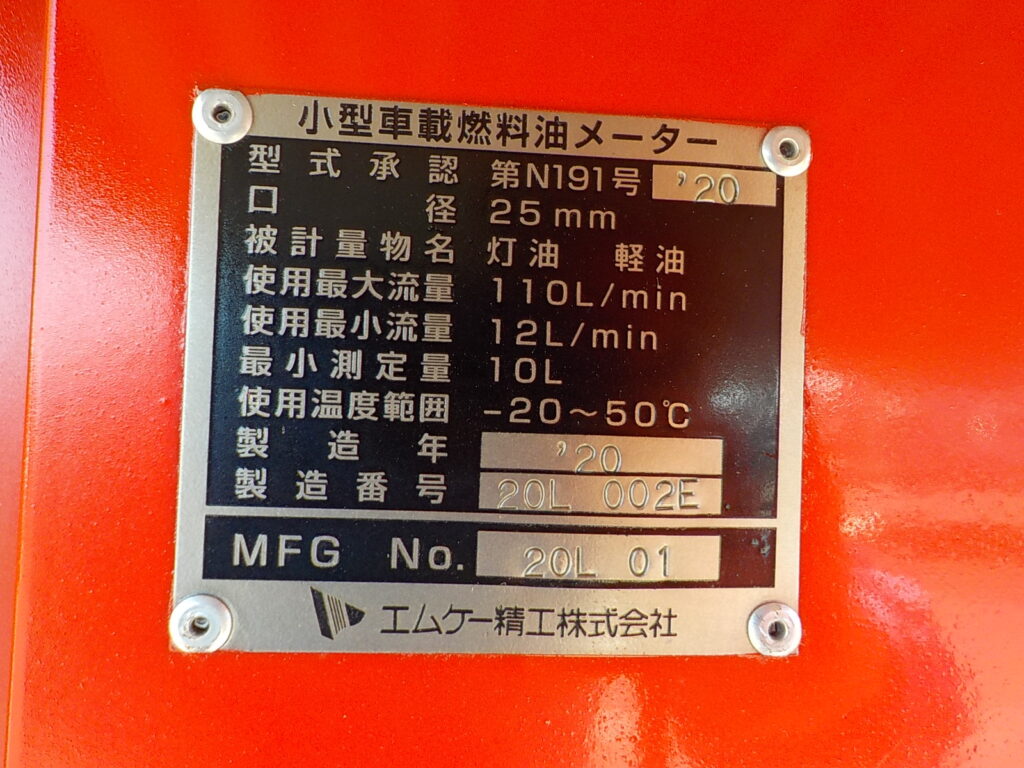 小型車載燃料油メーター
型式承認 第N191号 '20
口径 25mm
被計量物名 灯油 軽油
使用最大流量 110L/min
使用最小流量 12L/min
最小測定量 10L
使用温度範囲 -20～50℃
製造年 '20
製造番号 20L 002E
MFG No. 20L 01
エムケー精工株式会社